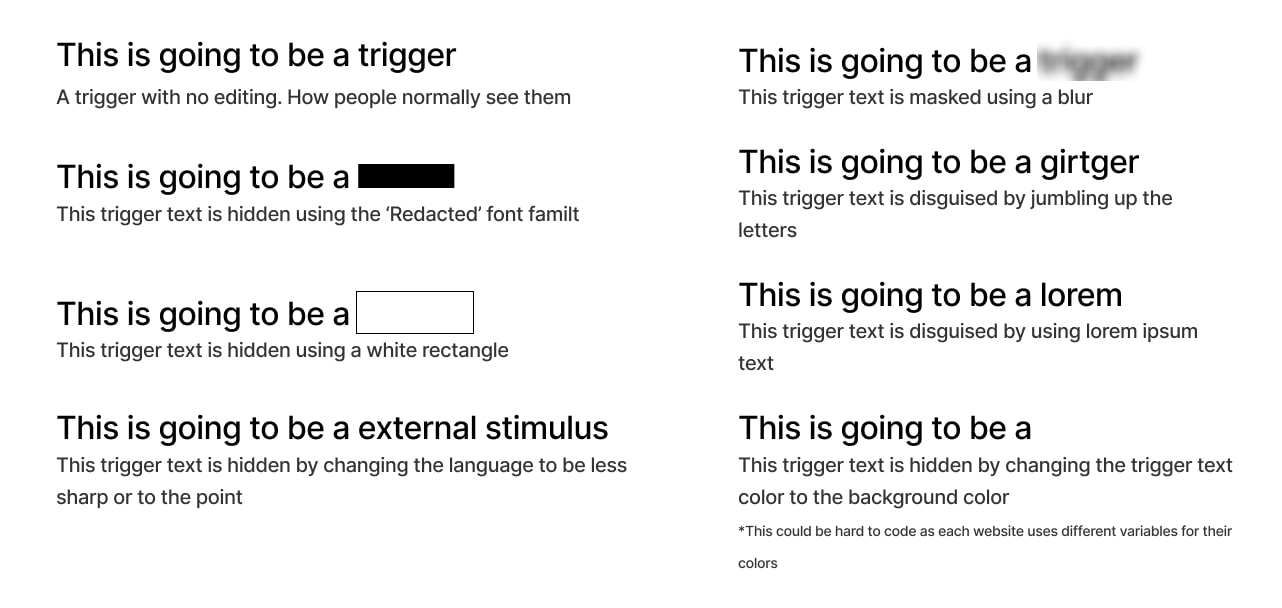 This is going to be a trigger
A trigger with no editing. How people normally see them
This is going to be a
This trigger text is hidden using the ‘Redacted’ font familt
This is going to be a
This trigger text is hidden using a white rectangle
This is going to be a external stimulus
This trigger text is hidden by changing the language to be less
sharp or to the point
This is going to be a trigger
This trigger text is masked using a blur
This is going to be a girtger
This trigger text is disguised by jumbling up the
letters
This is going to be a lorem
This trigger text is disguised by using lorem ipsum
text
This is going to be a
This trigger text is hidden by changing the trigger text
color to the background color
*This could be hard to code as each website uses different variables for their
colors